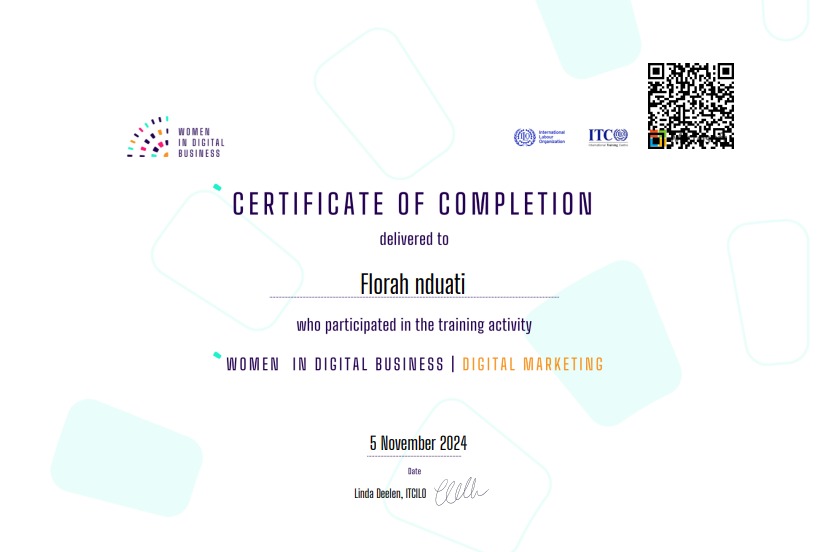 WOMEN
IN DIGITAL
BUSINESS
International
Labour
Organization
ITC
International Training Centre
CERTIFICATE OF COMPLETION
delivered to
Florah nduati
who participated in the training activity
WOMEN IN DIGITAL BUSINESS | DIGITAL MARKETING
5 November 2024
Date
Linda Deelen, ITCILO